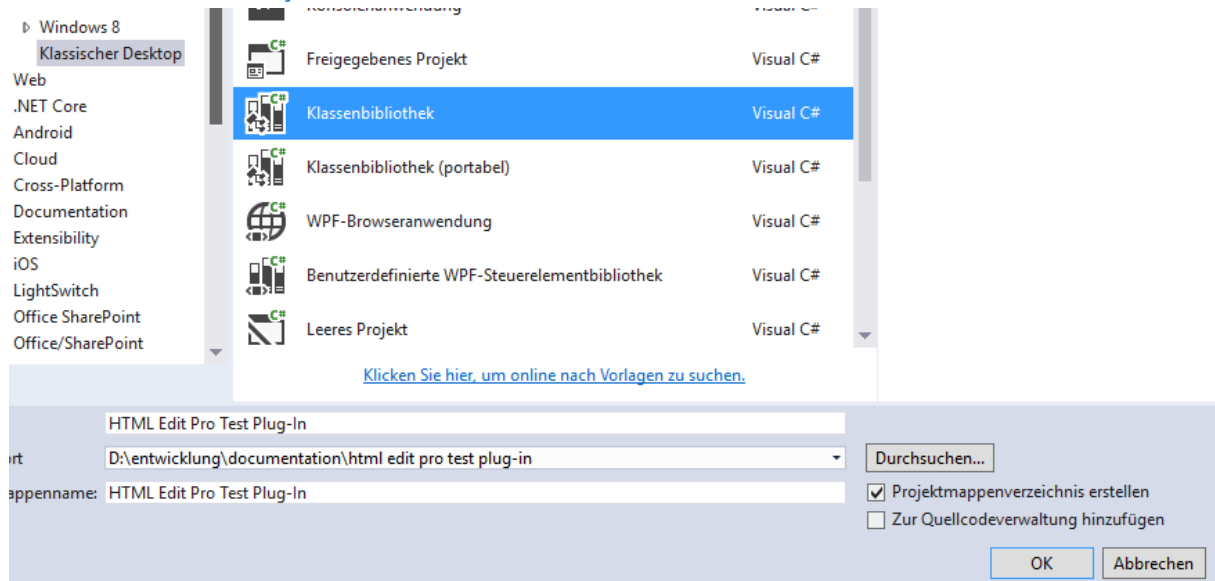 Windows 8
Klassischer Desktop
Web
.NET Core
Android
Cloud
Cross-Platform
Documentation
Extensibility
iOS
LightSwitch
Office SharePoint
Office/SharePoint
Freigegebenes Projekt Visual C#
Klassenbibliothek Visual C#
Klassenbibliothek (portabel) Visual C#
WPF-Browseranwendung Visual C#
Benutzerdefinierte WPF-Steuerelementbibliothek Visual C#
Leeres Projekt Visual C#
Klicken Sie hier, um online nach Vorlagen zu suchen.
HTML Edit Pro Test Plug-In
ort D:\entwicklung\documentation\html edit pro test plug-in Durchsuchen...
appenname: HTML Edit Pro Test Plug-In
Projektmappenverzeichnis erstellen
Zur Quellcodeverwaltung hinzufügen
OK Abbrechen